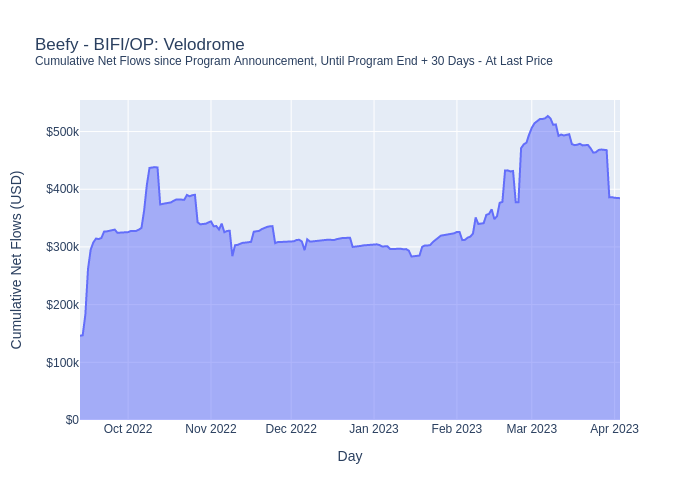 Beefy - BIFI/OP: Velodrome
Cumulative Net Flows since Program Announcement, Until Program End + 30 Days - At Last Price
Cumulative Net Flows (USD)
$500k
$400k
$300k
$200k
$100k
$0
Oct 2022 Nov 2022 Dec 2022 Jan 2023 Feb 2023 Mar 2023 Apr 2023
Day